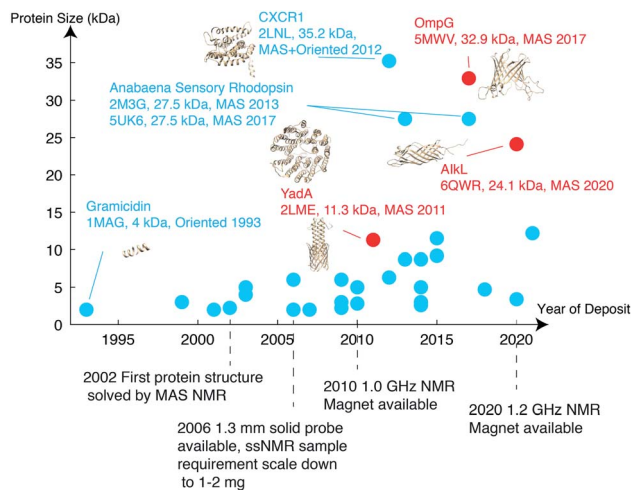 Protein Size (kDa)
35
30
25
20
15
10
5
0
CXCR1
2LNL, 35.2 kDa,
MAS+Oriented 2012
OmpG
5MWV, 32.9 kDa, MAS 2017
Anabaena Sensory Rhodopsin
2M3G, 27.5 kDa, MAS 2013
5UK6, 27.5 kDa, MAS 2017
AlkL
6QWR, 24.1 kDa, MAS 2020
YadA
2LME, 11.3 kDa, MAS 2011
Gramicidin
1MAG, 4 kDa, Oriented 1993
Year of Deposit
1995
2000
2005
2010
2015
2020
2002 First protein structure
solved by MAS NMR
2006 1.3 mm solid probe
available, ssNMR sample
requirement scale down
to 1-2 mg
2010 1.0 GHz NMR
Magnet available
2020 1.2 GHz NMR
Magnet available